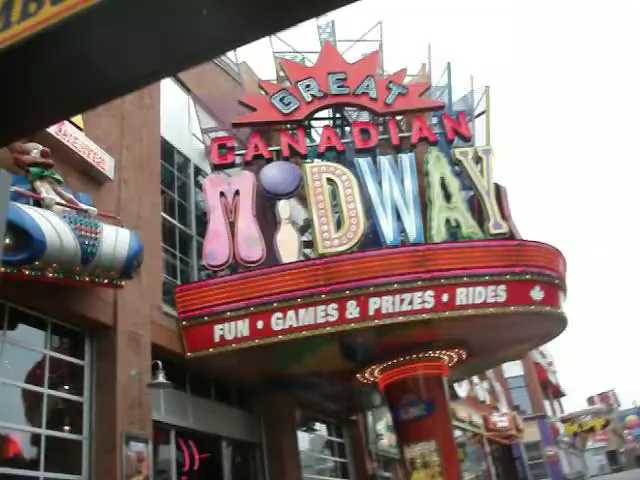 GREAT
CANADIAN
MiDWAY
FUN • GAMES & PRIZES • RIDES